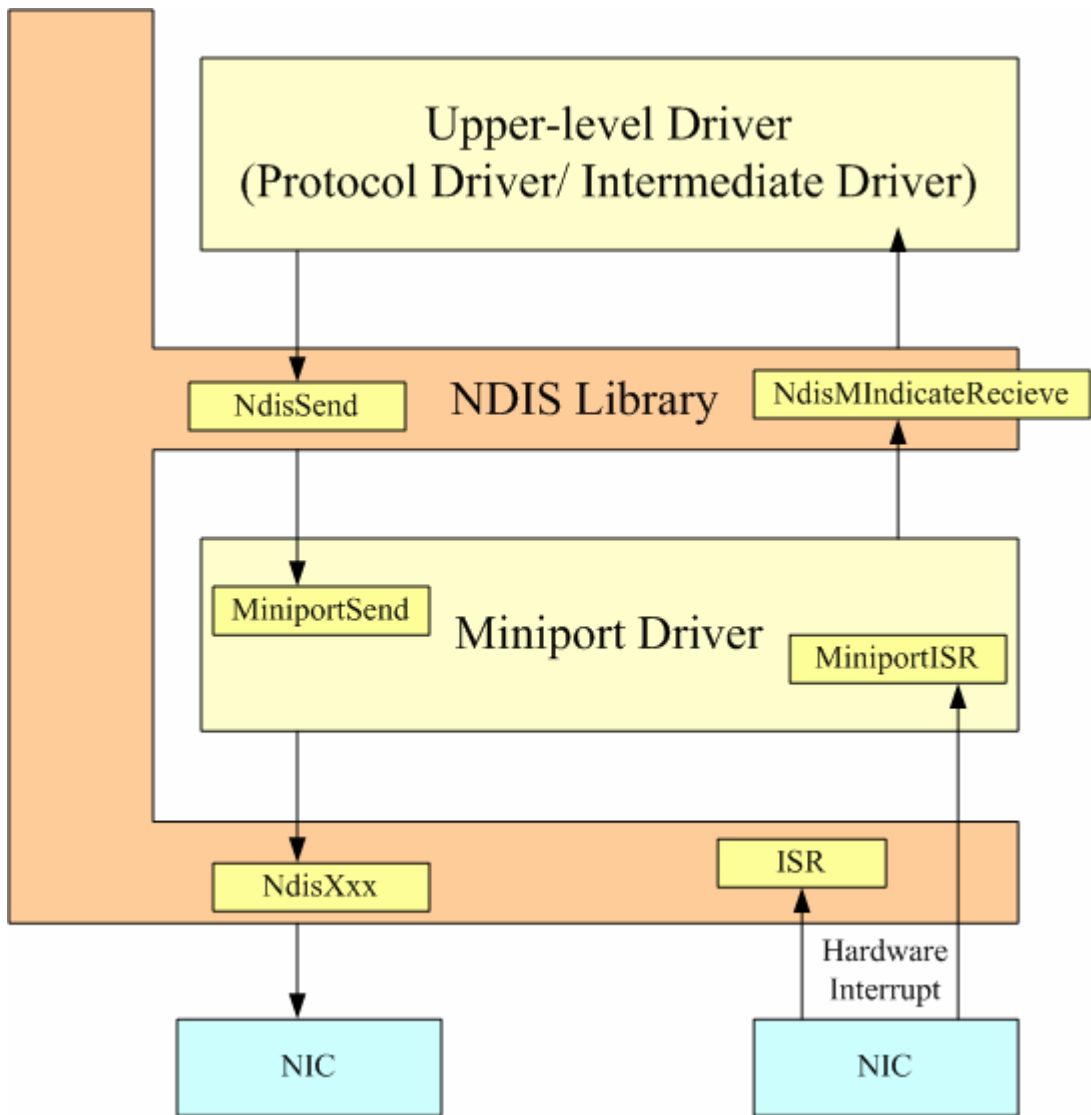 Upper-level Driver
(Protocol Driver/ Intermediate Driver)
NdisSend
NDIS Library
NdisMIndicateRecieve
MiniportSend
Miniport Driver
MiniportISR
NdisXxx
ISR
Hardware
Interrupt
NIC
NIC